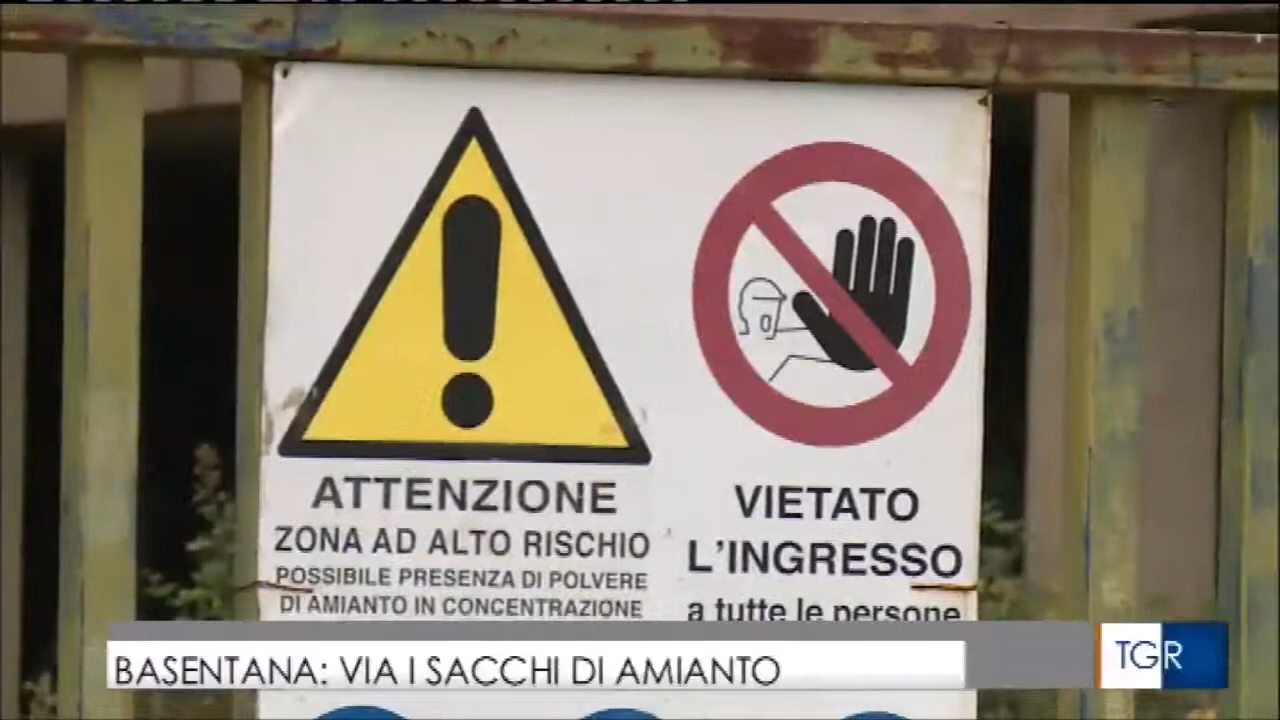 ATTENZIONE
ZONA AD ALTO RISCHIO
POSSIBILE PRESENZA DI POLVERE
DI AMIANTO IN CONCENTRAZIONE
VIETATO
L'INGRESSO
a tutte le persone
BASENTANA: VIA I SACCHI DI AMIANTO
TGR